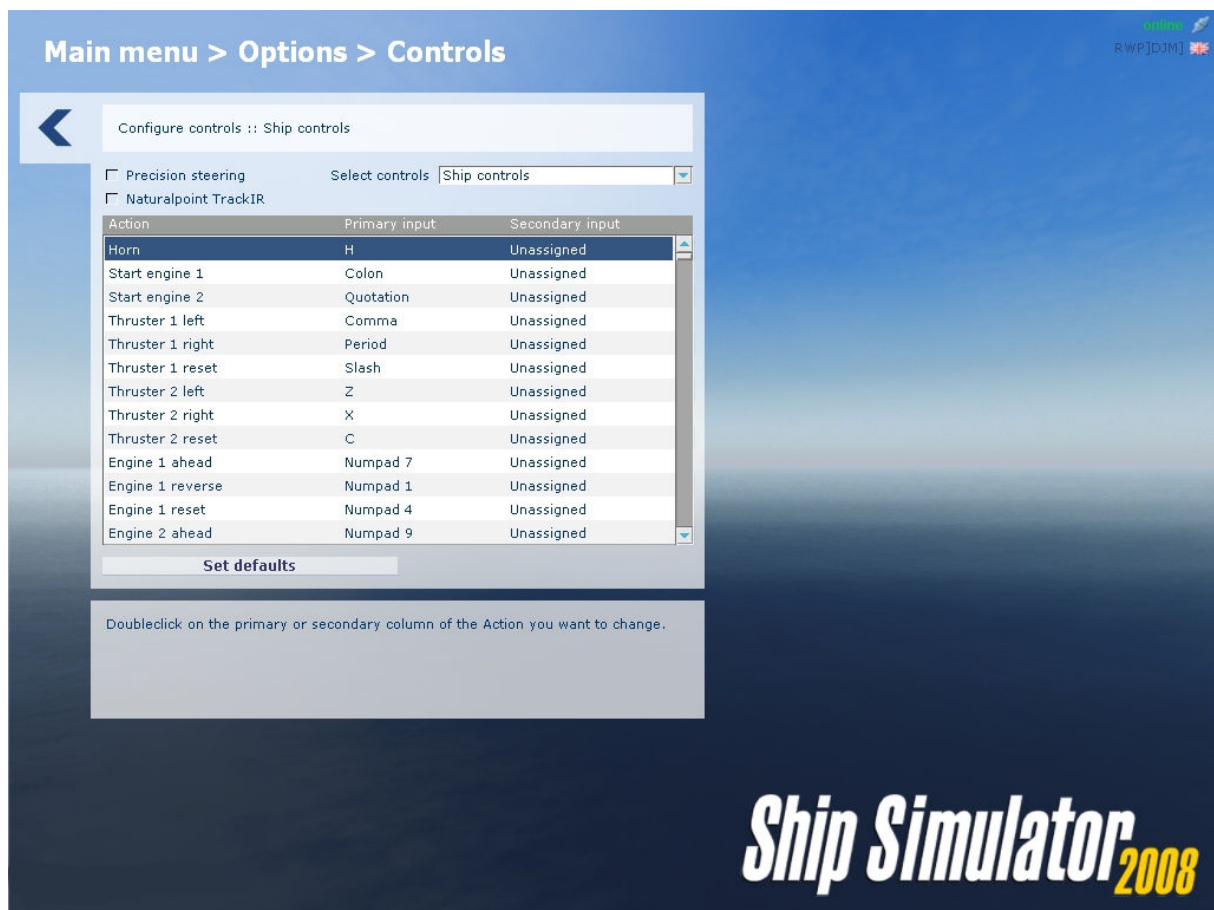 Main menu > Options > Controls
online
RWP]DJM]
Configure controls :: Ship controls
Precision steering Select controls Ship controls
Naturalpoint TrackIR
Action Primary input Secondary input
Horn H Unassigned
Start engine 1 Colon Unassigned
Start engine 2 Quotation Unassigned
Thruster 1 left Comma Unassigned
Thruster 1 right Period Unassigned
Thruster 1 reset Slash Unassigned
Thruster 2 left Z Unassigned
Thruster 2 right X Unassigned
Thruster 2 reset C Unassigned
Engine 1 ahead Numpad 7 Unassigned
Engine 1 reverse Numpad 1 Unassigned
Engine 1 reset Numpad 4 Unassigned
Engine 2 ahead Numpad 9 Unassigned
Set defaults
Doubleclick on the primary or secondary column of the Action you want to change.
Ship Simulator 2008